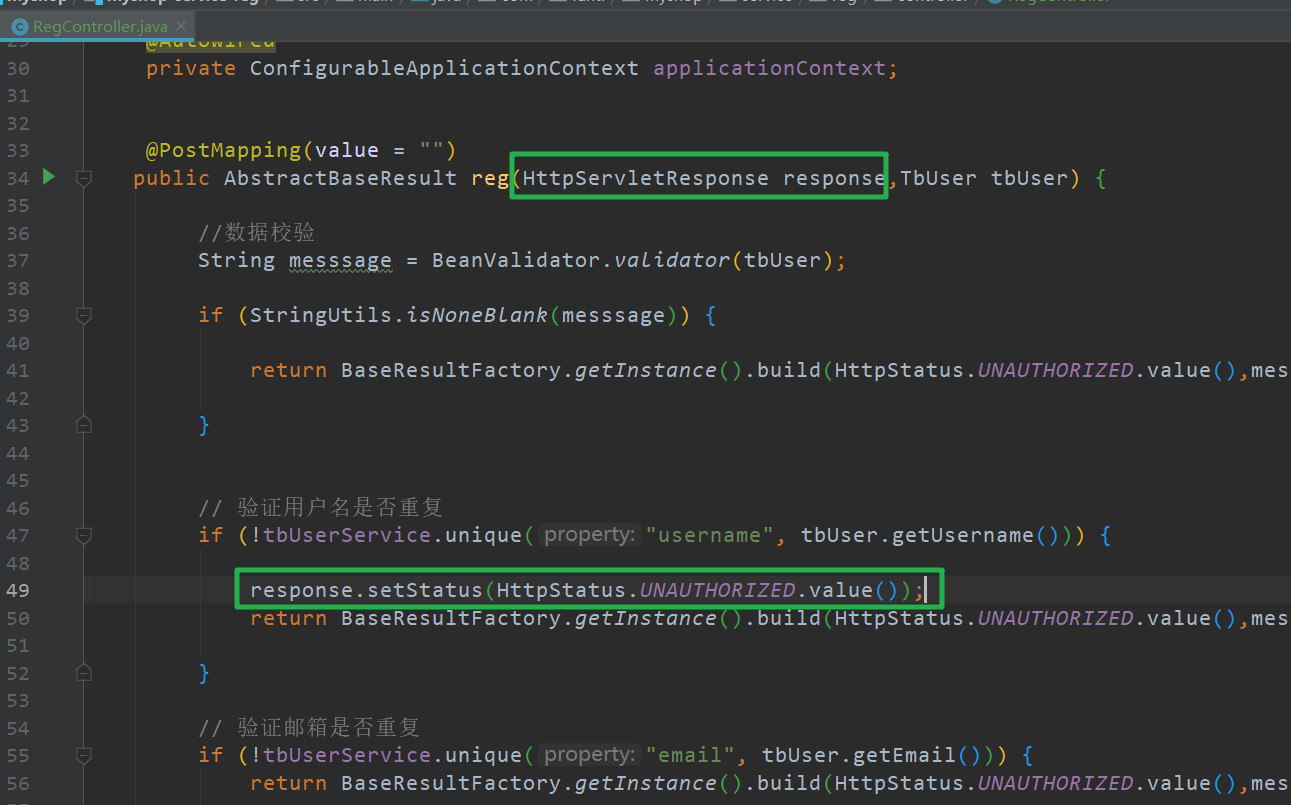 RegController.java
29 @Autowired
30 private ConfigurableApplicationContext applicationContext;
31
32
33 @PostMapping(value = "")
34 public AbstractBaseResult reg(HttpServletResponse response,TbUser tbUser) {
35
36 //数据校验
37 String messsage = BeanValidator.validator(tbUser);
38
39 if (StringUtils.isNoneBlank(messsage)) {
40
41 return BaseResultFactory.getInstance().build(HttpStatus.UNAUTHORIZED.value(),mes
42
43 }
44
45
46 // 验证用户名是否重复
47 if (!tbUserService.unique( property: "username", tbUser.getUsername())) {
48
49 response.setStatus(HttpStatus.UNAUTHORIZED.value());
50 return BaseResultFactory.getInstance().build(HttpStatus.UNAUTHORIZED.value(),mes
51
52 }
53
54 // 验证邮箱是否重复
55 if (!tbUserService.unique( property: "email", tbUser.getEmail())) {
56 return BaseResultFactory.getInstance().build(HttpStatus.UNAUTHORIZED.value(),mes